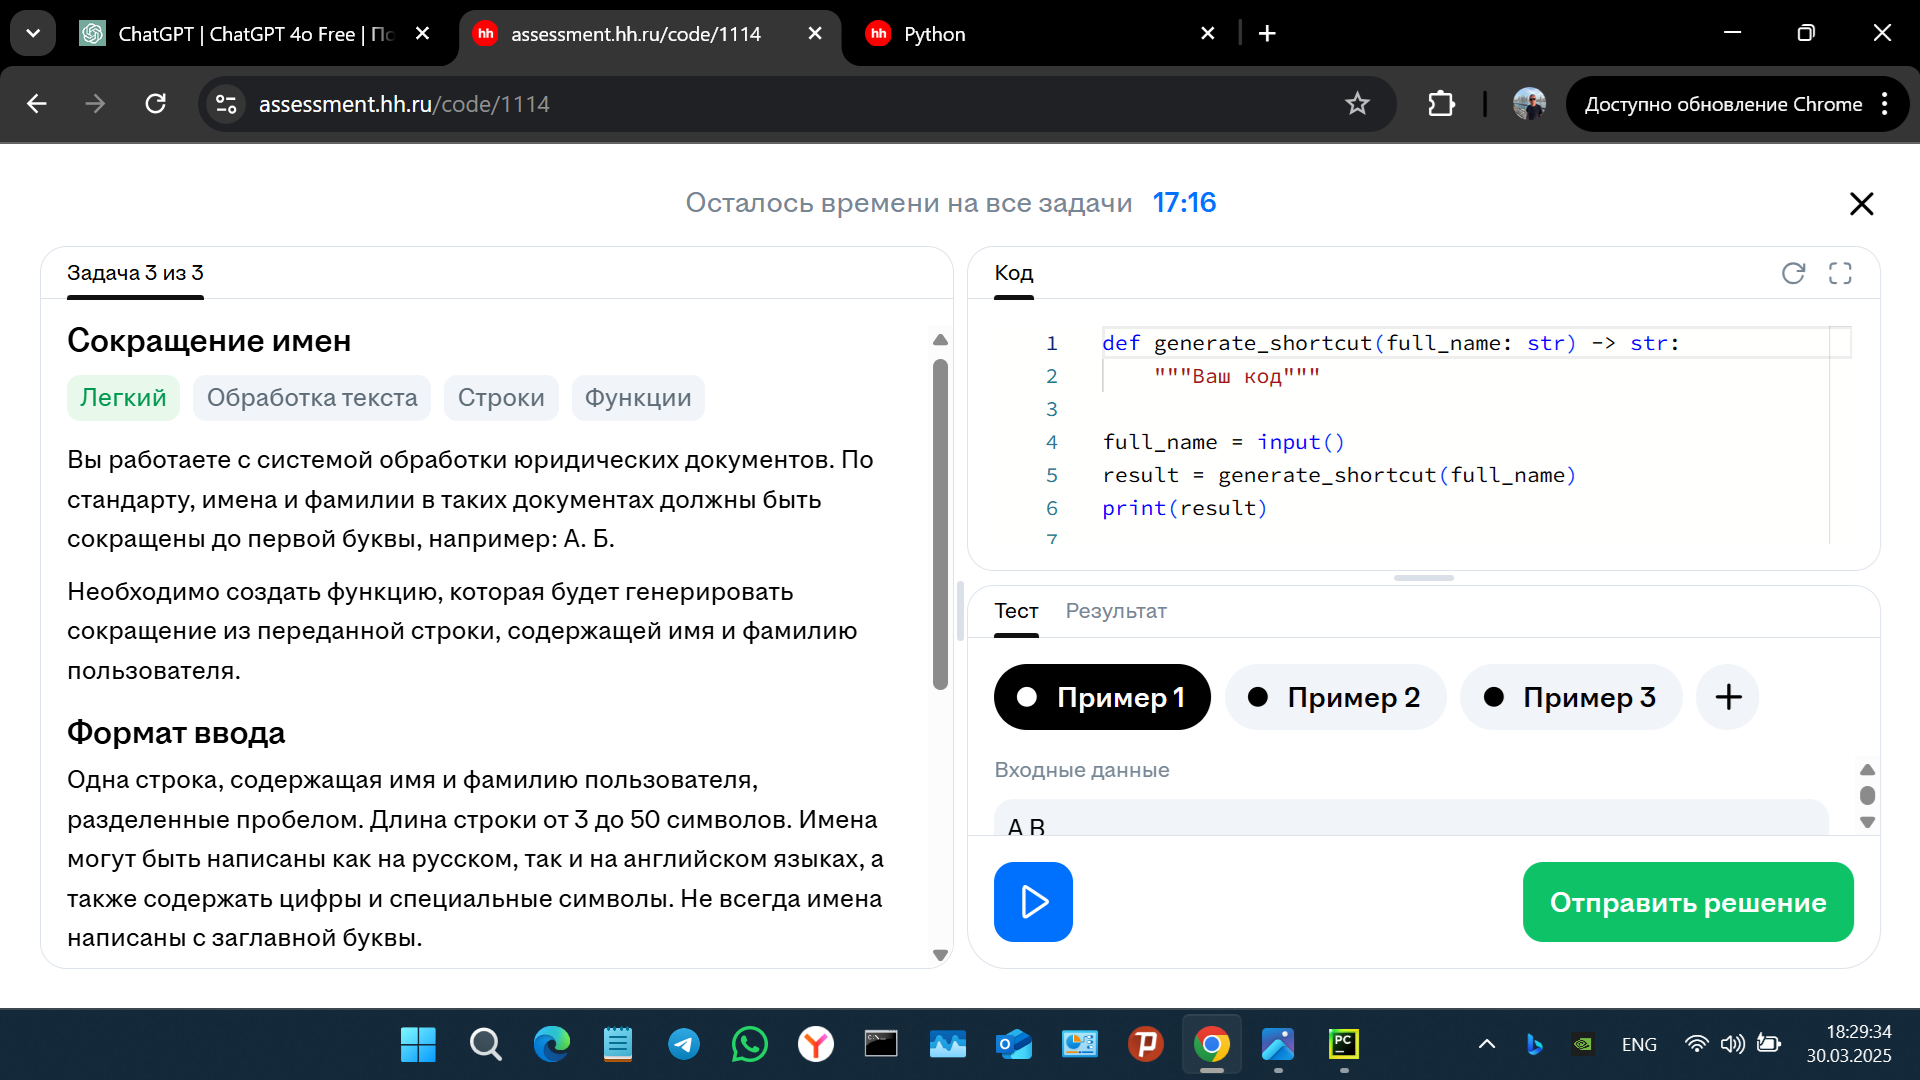 ChatGPT | ChatGPT 4o Free | По
hh assessment.hh.ru/code/1114
hh Python
assessment.hh.ru/code/1114
Доступно обновление Chrome
Осталось времени на все задачи 17:16
Задача 3 из 3
Сокращение имен
Легкий Обработка текста Строки Функции
Вы работаете с системой обработки юридических документов. По
стандарту, имена и фамилии в таких документах должны быть
сокращены до первой буквы, например: А. Б.
Необходимо создать функцию, которая будет генерировать
сокращение из переданной строки, содержащей имя и фамилию
пользователя.
Формат ввода
Одна строка, содержащая имя и фамилию пользователя,
разделенные пробелом. Длина строки от 3 до 50 символов. Имена
могут быть написаны как на русском, так и на английском языках, а
также содержать цифры и специальные символы. Не всегда имена
написаны с заглавной буквы.
Код
1 def generate_shortcut(full_name: str) -> str:
2 """Ваш код"""
3
4 full_name = input()
5 result = generate_shortcut(full_name)
6 print(result)
7
Тест Результат
Пример 1 Пример 2 Пример 3
Входные данные
A B
Отправить решение
PC
ENG
18:29:34
30.03.2025